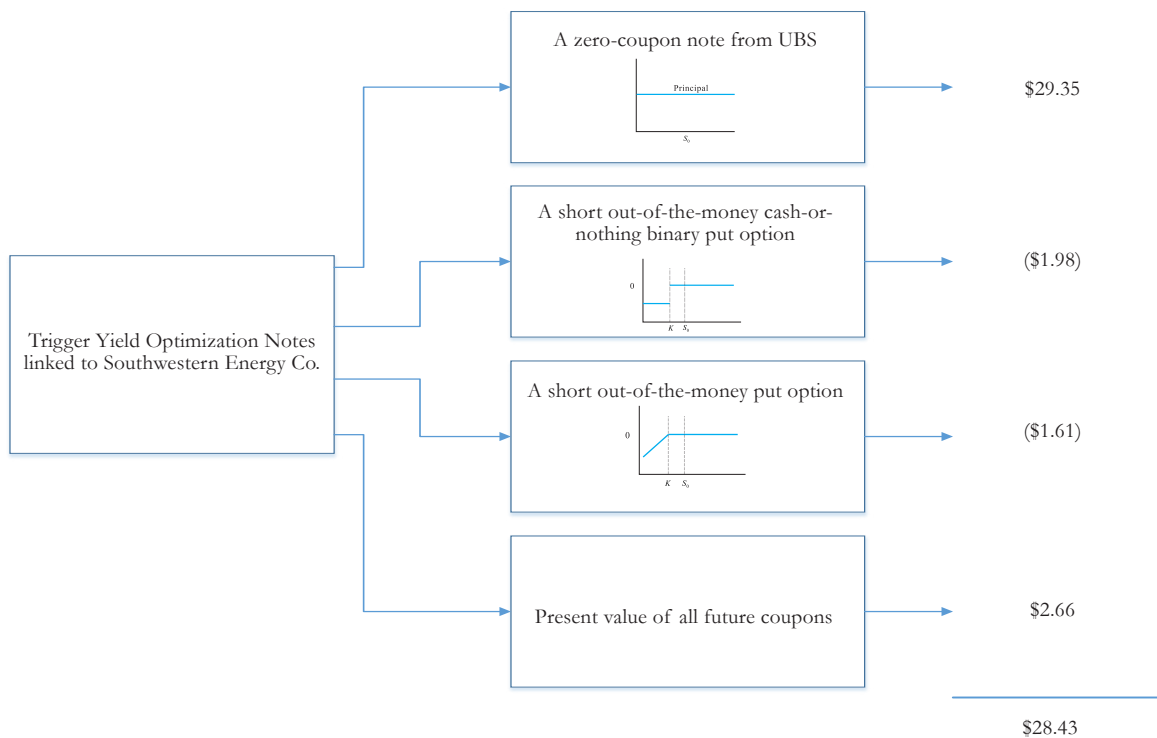 A zero-coupon note from UBS
Principal
S0
$29.35
A short out-of-the-money cash-or-
nothing binary put option
0
K S0
($1.98)
Trigger Yield Optimization Notes
linked to Southwestern Energy Co.
A short out-of-the-money put option
0
K S0
($1.61)
Present value of all future coupons
$2.66
$28.43